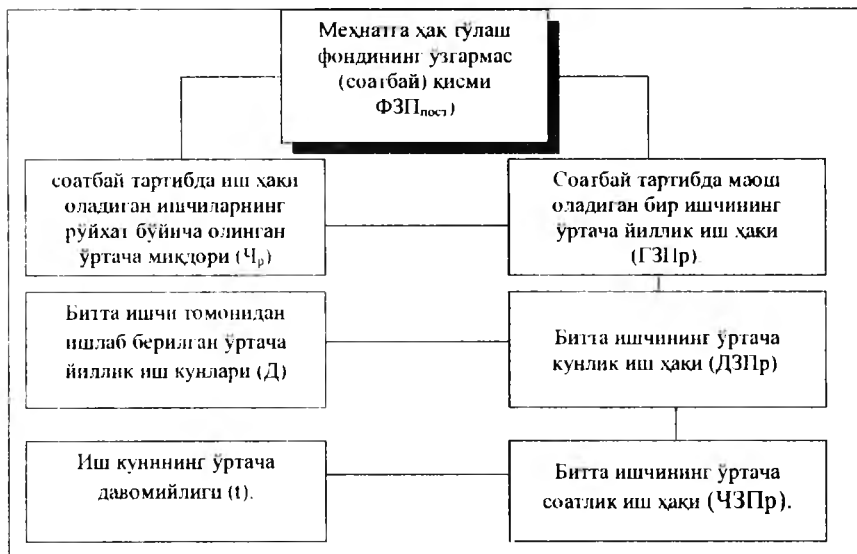 Меҳнатга ҳақ тўлаш
фондининг ўзгармас
(соатбай) қисми
ФЗПпост)
соатбай тартибда иш ҳақи
оладиган ишчиларнинг
рўйхат бўйича олинган
ўртача миқдори (Чр)
Соатбай тартибда маош
оладиган бир ишчининг
ўртача йиллик иш ҳақи
(ГЗПр)
Битта ишчи томонидан
ишлаб берилган ўртача
йиллик иш кунлари (Д)
Битта ишчининг ўртача
кунлик иш ҳақи (ДЗПр)
Иш кунининг ўртача
давомийлиги (t).
Битта ишчининг ўртача
соатлик иш ҳақи (ЧЗПр).